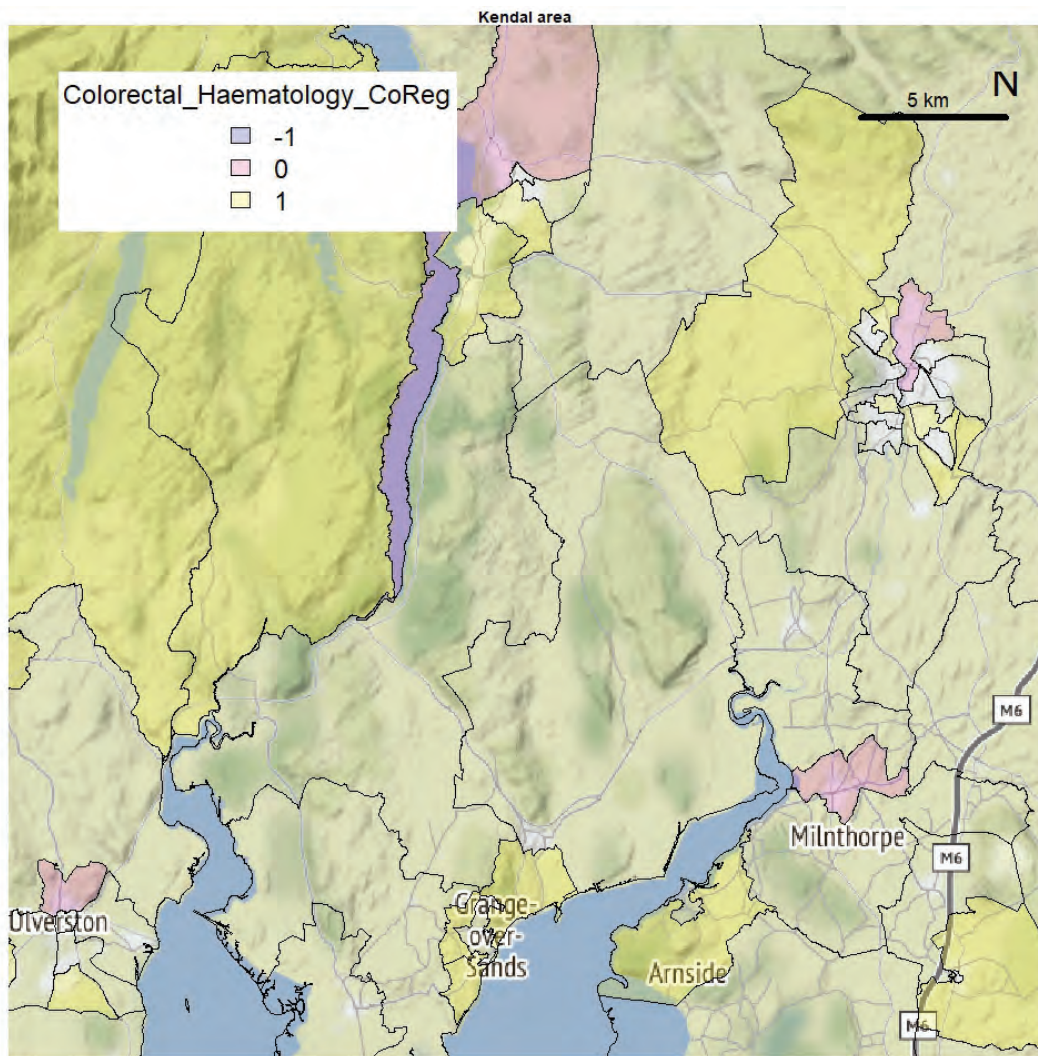 Kendal area
Colorectal_Haematology_CoReg
-1
0
1
N
5 km
M6
Milnthorpe
M6
Ulverston
Grange-
over-
Sands
Arnside
M6